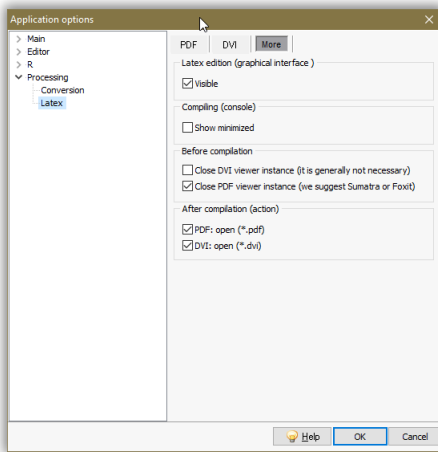 Application options
Main
Editor
R
Processing
Conversion
Latex
PDF DVI More
Latex edition (graphical interface )
Visible
Compiling (console)
Show minimized
Before compilation
Close DVI viewer instance (it is generally not necessary)
Close PDF viewer instance (we suggest Sumatra or Foxit)
After compilation (action)
PDF: open (*.pdf)
DVI: open (*.dvi)
Help OK Cancel